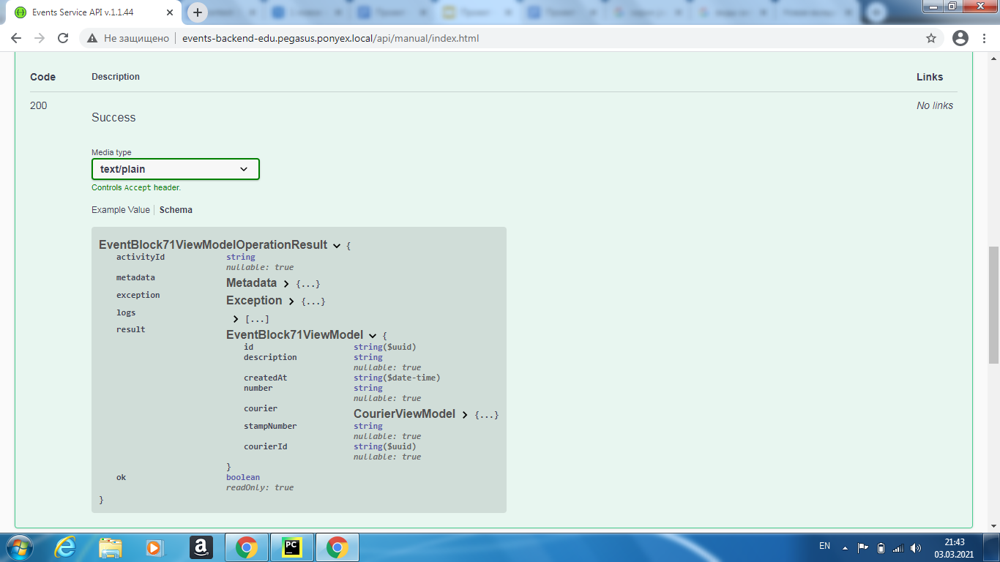 Events Service API v.1.1.44
Не защищено
events-backend-edu.pegasus.ponyex.local/api/manual/index.html
Code Description Links
200 Success No links
Media type
text/plain
Controls Accept header.
Example Value Schema
EventBlock71ViewModelOperationResult {
activityId string
nullable: true
metadata Metadata {...}
exception Exception {...}
logs [...]
result EventBlock71ViewModel {
id string($uuid)
description string
nullable: true
createdAt string($date-time)
number string
nullable: true
courier CourierViewModel {...}
stampNumber string
nullable: true
courierId string($uuid)
nullable: true
}
ok boolean
readOnly: true
}
PC
EN
21:43
03.03.2021